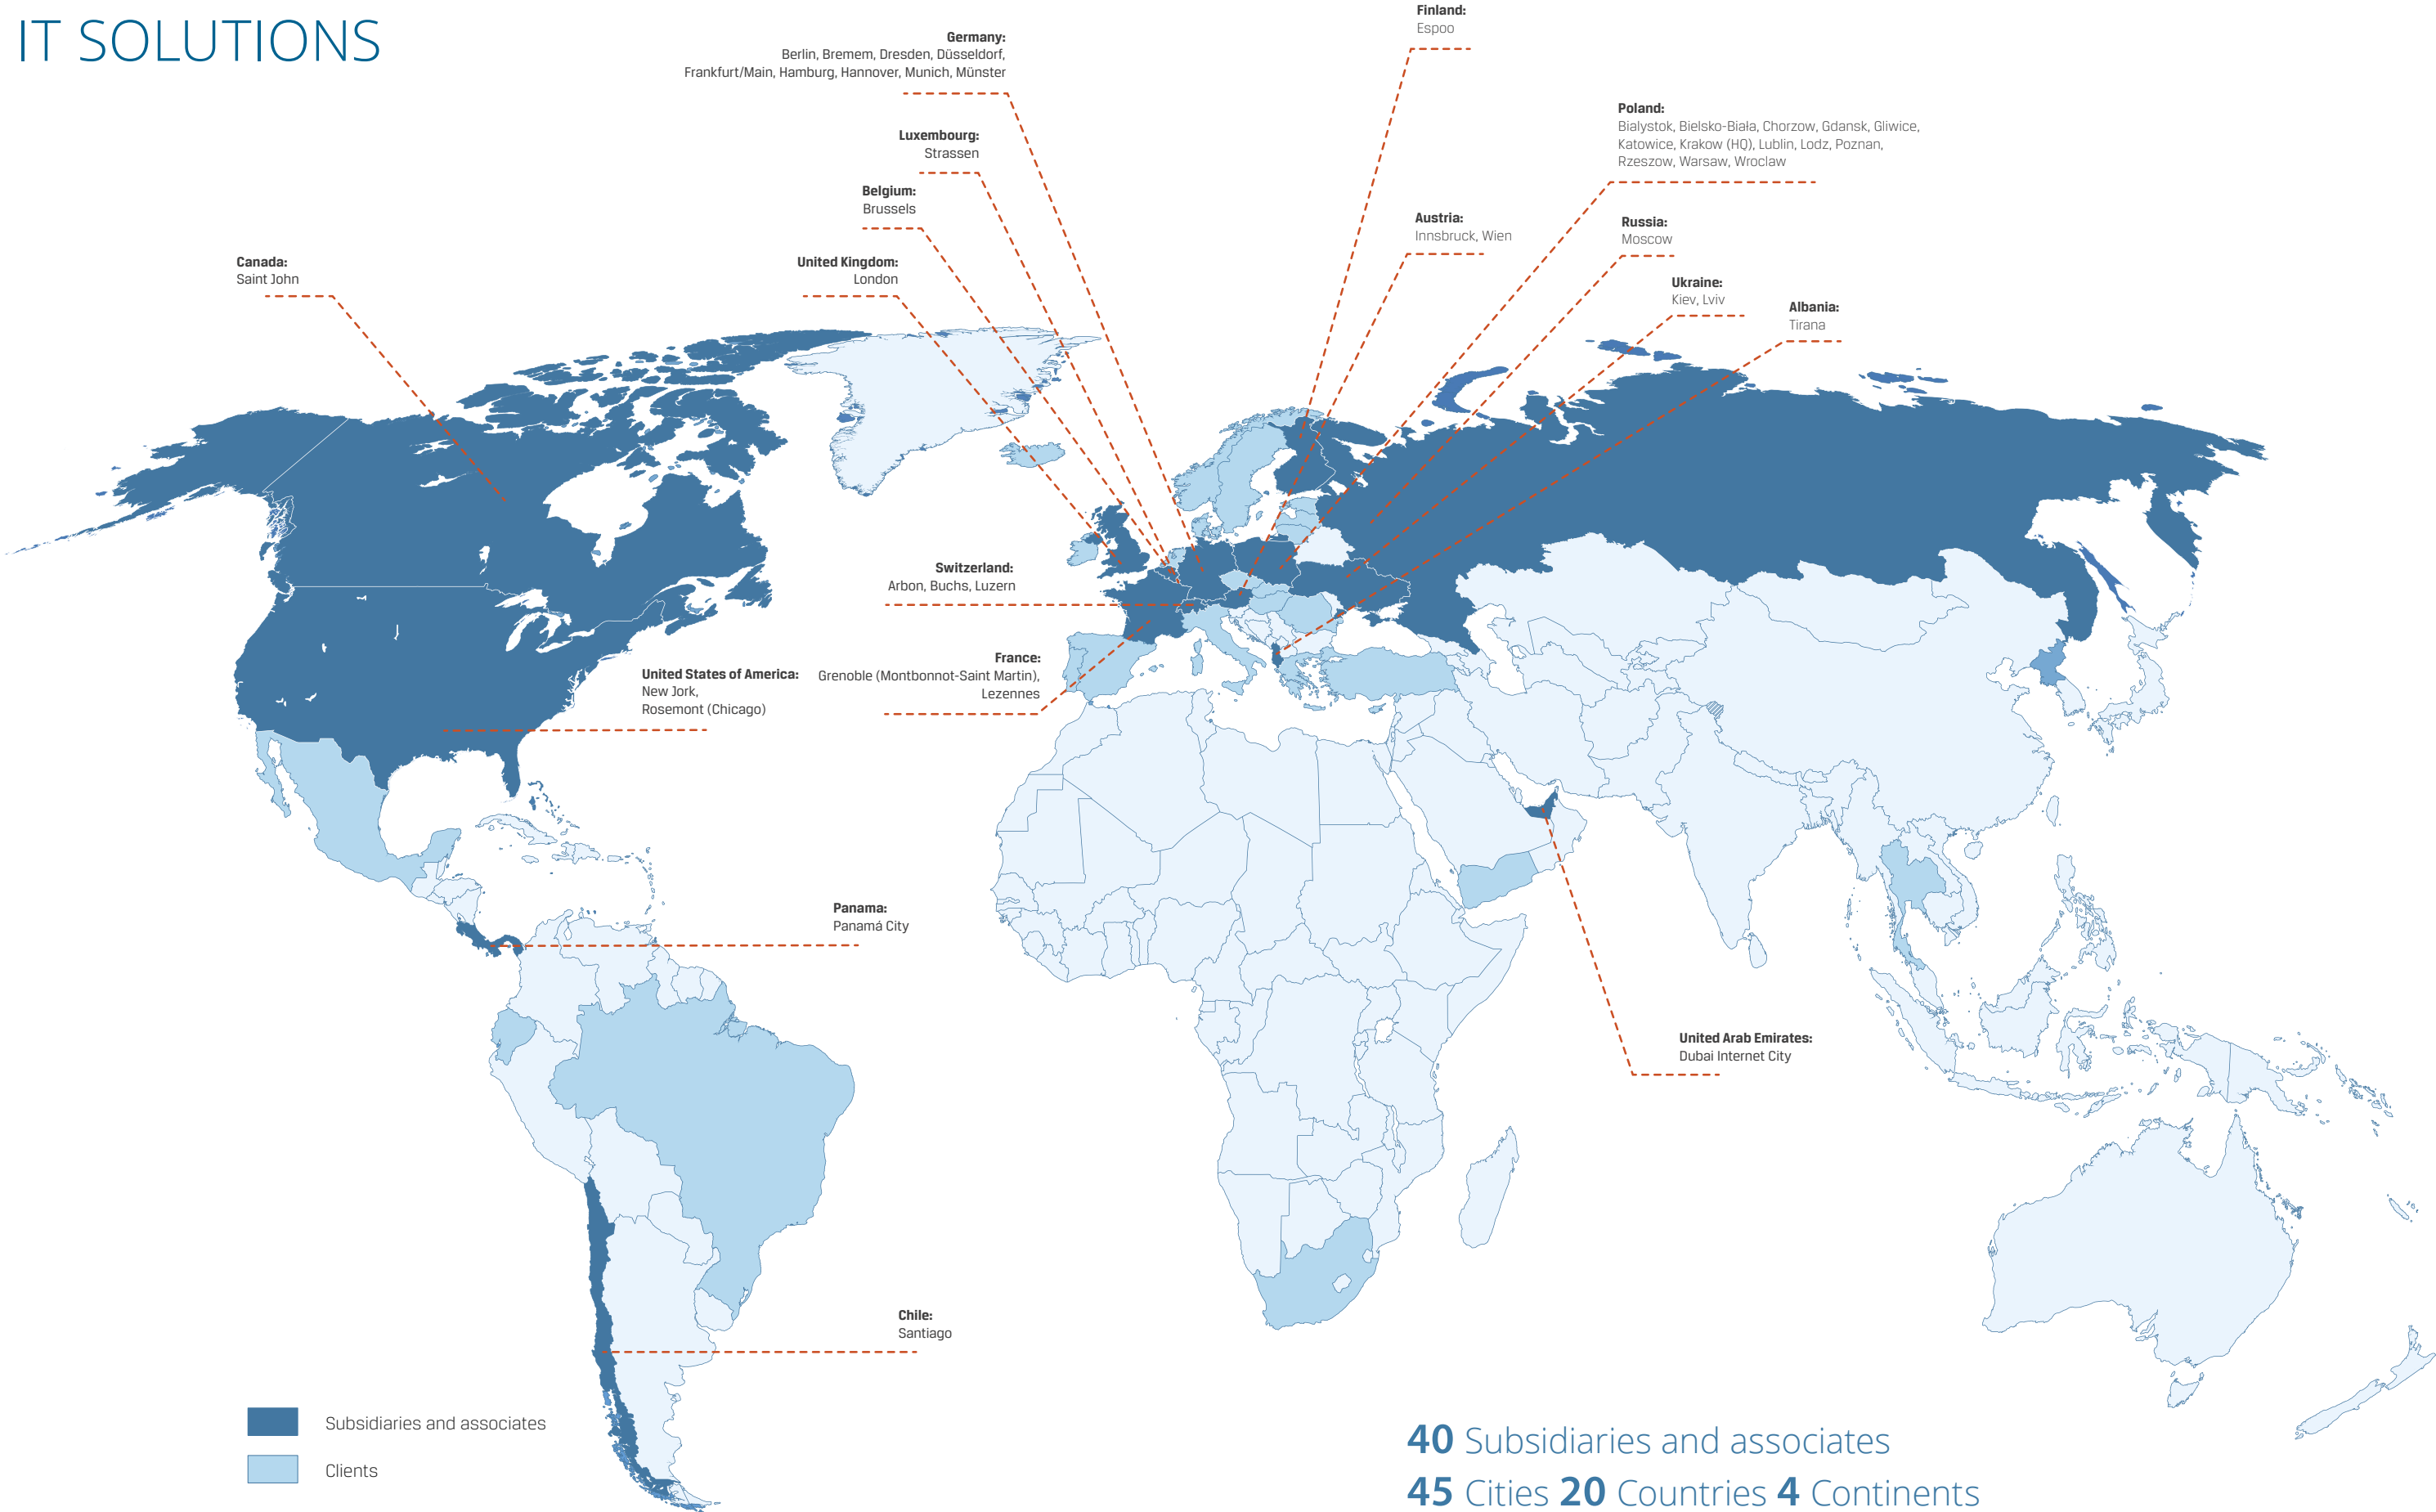 IT SOLUTIONS
Finland:
Espoo
Germany:
Berlin, Bremem, Dresden, Düsseldorf,
Frankfurt/Main, Hamburg, Hannover, Munich, Münster
Poland:
Bialystok, Bielsko-Biała, Chorzow, Gdansk, Gliwice,
Katowice, Krakow (HQ), Lublin, Lodz, Poznan,
Rzeszow, Warsaw, Wroclaw
Luxembourg:
Strassen
Belgium:
Brussels
Austria:
Innsbruck, Wien
Russia:
Moscow
Canada:
Saint John
United Kingdom:
London
Ukraine:
Kiev, Lviv
Albania:
Tirana
Switzerland:
Arbon, Buchs, Luzern
France:
Grenoble (Montbonnot-Saint Martin),
Lezennes
United States of America:
New Jork,
Rosemont (Chicago)
Panama:
Panamá City
United Arab Emirates:
Dubai Internet City
Chile:
Santiago
Subsidiaries and associates
Clients
40 Subsidiaries and associates
45 Cities 20 Countries 4 Continents